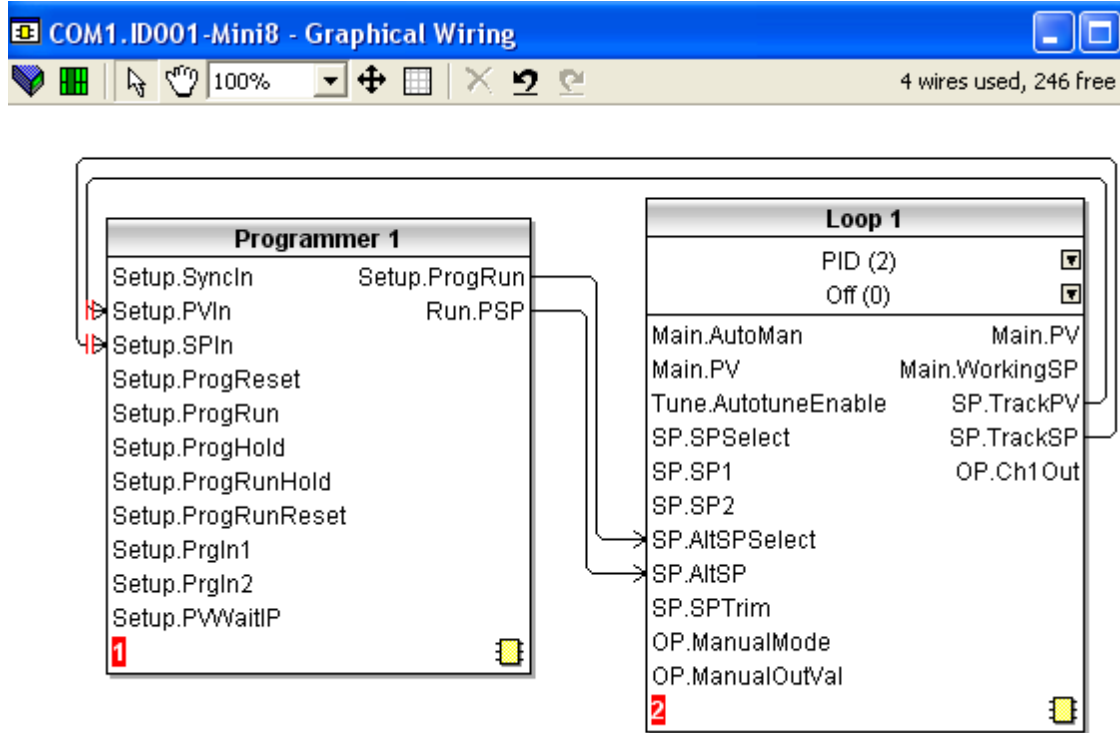 COM1.ID001-Mini8 - Graphical Wiring
100%
4 wires used, 246 free
Programmer 1
Setup.SyncIn Setup.ProgRun
Setup.PVIn Run.PSP
Setup.SPIn
Setup.ProgReset
Setup.ProgRun
Setup.ProgHold
Setup.ProgRunHold
Setup.ProgRunReset
Setup.PrgIn1
Setup.PrgIn2
Setup.PVWaitIP
1
Loop 1
PID (2)
Off (0)
Main.AutoMan Main.PV
Main.PV Main.WorkingSP
Tune.AutotuneEnable SP.TrackPV
SP.SPSelect SP.TrackSP
SP.SP1 OP.Ch1Out
SP.SP2
SP.AltSPSelect
SP.AltSP
SP.SPTrim
OP.ManualMode
OP.ManualOutVal
2